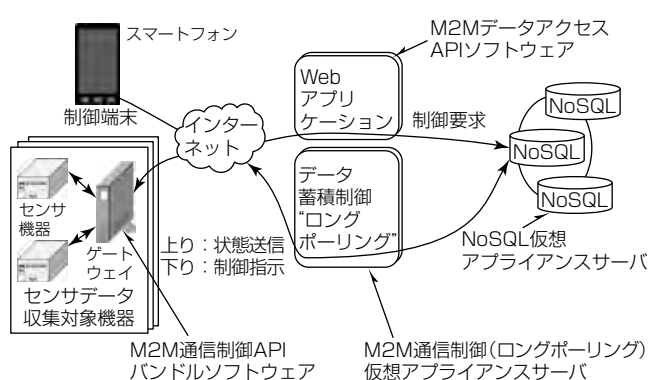 スマートフォン
制御端末
M2Mデータアクセス
APIソフトウェア
Web
アプリ
ケーション
インター
ネット
制御要求
NoSQL
NoSQL
NoSQL
データ
蓄積制御
“ロング
ポーリング”
センサ
機器
ゲート
ウェイ
上り：状態送信
下り：制御指示
センサデータ
収集対象機器
NoSQL仮想
アプライアンスサーバ
M2M通信制御API
バンドルソフトウェア
M2M通信制御（ロングポーリング）
仮想アプライアンスサーバ